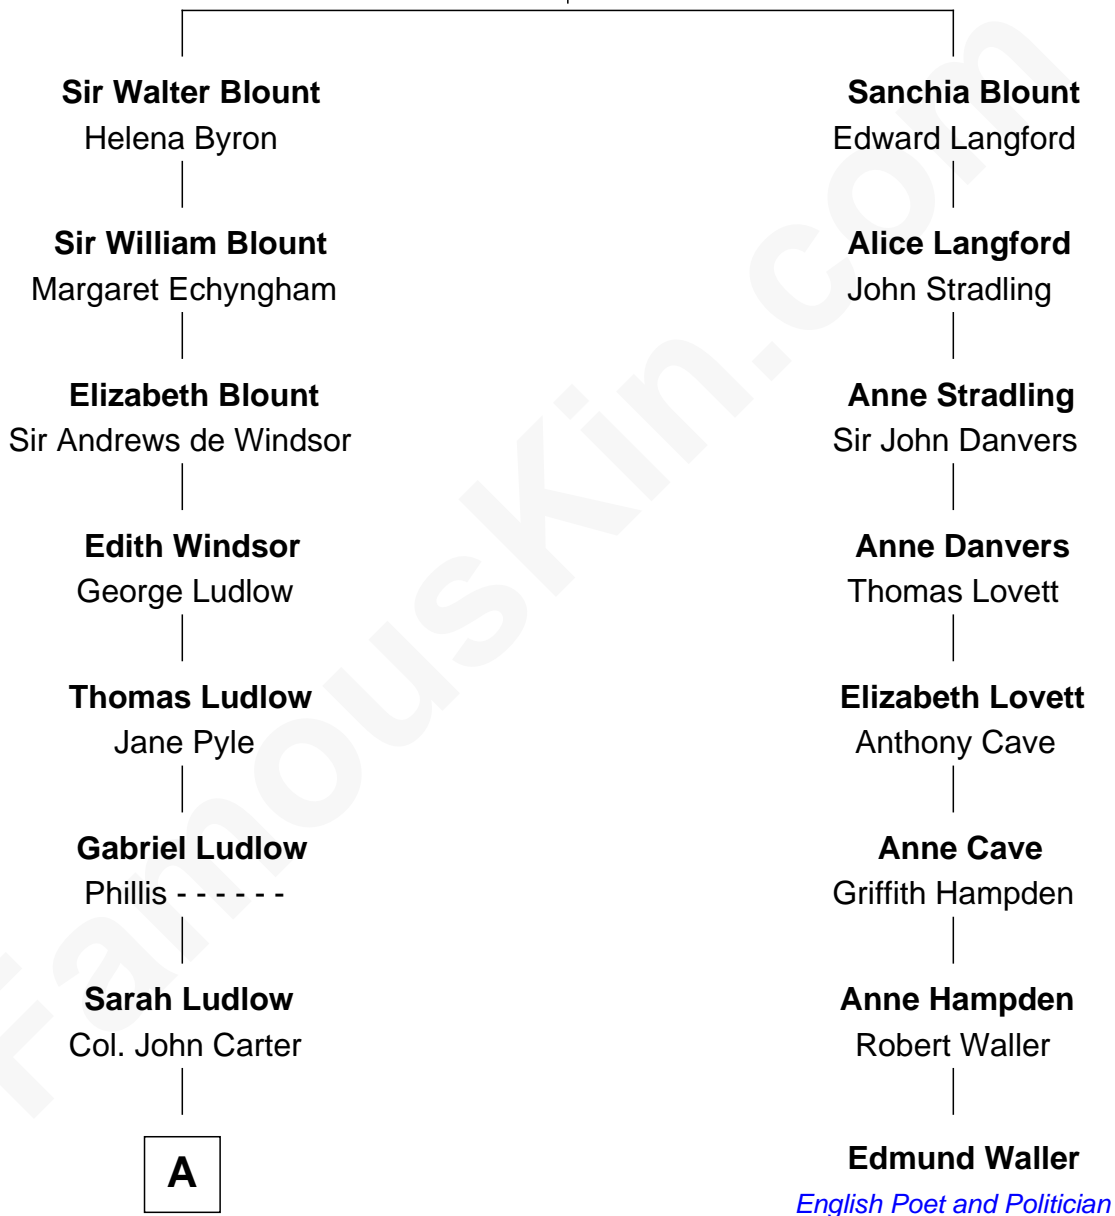 Sir Walter Blount
Helena Byron
Sir William Blount
Margaret Echyngham
Elizabeth Blount
Sir Andrews de Windsor
Edith Windsor
George Ludlow
Thomas Ludlow
Jane Pyle
Gabriel Ludlow
Phillis - - - - - -
Sarah Ludlow
Col. John Carter
A
Sanchia Blount
Edward Langford
Alice Langford
John Stradling
Anne Stradling
Sir John Danvers
Anne Danvers
Thomas Lovett
Elizabeth Lovett
Anthony Cave
Anne Cave
Griffith Hampden
Anne Hampden
Robert Waller
Edmund Waller
English Poet and Politician
FamousKin.com